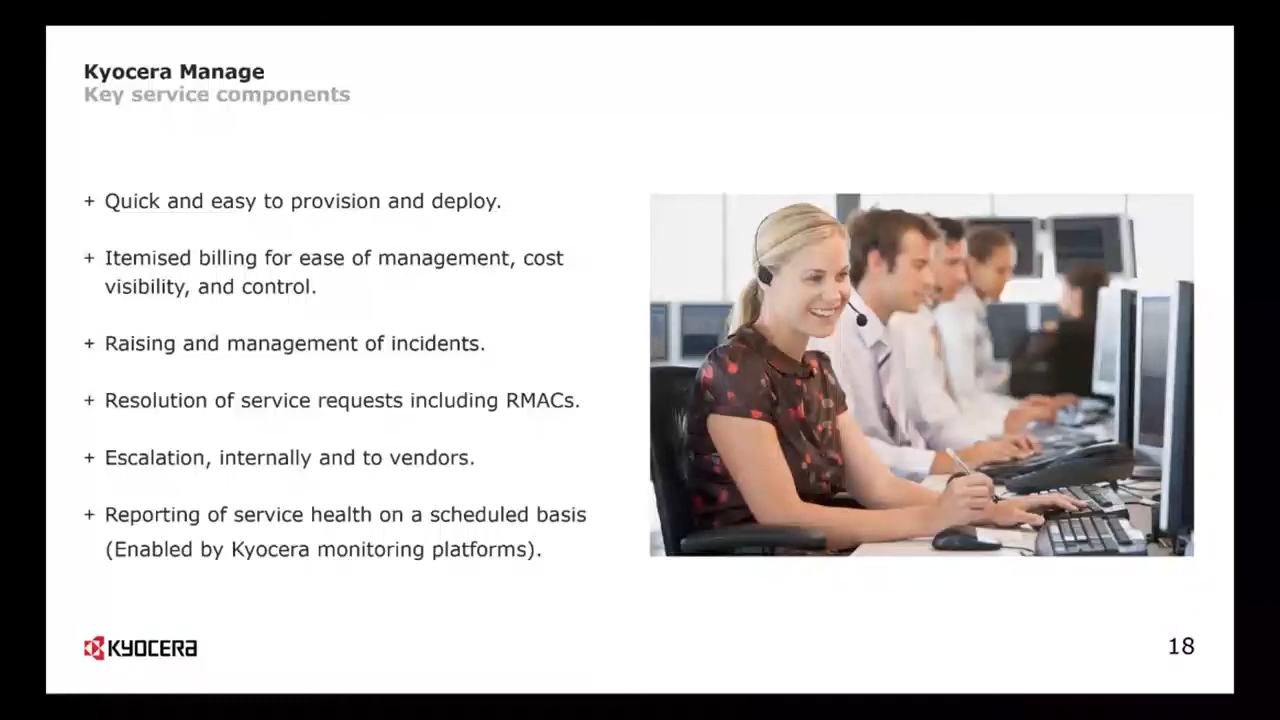 Kyocera Manage
Key service components
+ Quick and easy to provision and deploy.
+ Itemised billing for ease of management, cost
visibility, and control.
+ Raising and management of incidents.
+ Resolution of service requests including RMACs.
+ Escalation, internally and to vendors.
+ Reporting of service health on a scheduled basis
(Enabled by Kyocera monitoring platforms).
KYOCERA
18